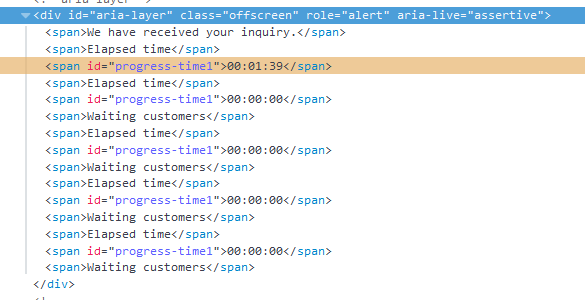 <div id="aria-layer" class="offscreen" role="alert" aria-live="assertive">
<span>We have received your inquiry.</span>
<span>Elapsed time</span>
<span id="progress-time1">00:01:39</span>
<span>Elapsed time</span>
<span id="progress-time1">00:00:00</span>
<span>Waiting customers</span>
<span>Elapsed time</span>
<span id="progress-time1">00:00:00</span>
<span>Waiting customers</span>
<span>Elapsed time</span>
<span id="progress-time1">00:00:00</span>
<span>Waiting customers</span>
<span>Elapsed time</span>
<span id="progress-time1">00:00:00</span>
<span>Waiting customers</span>
</div>